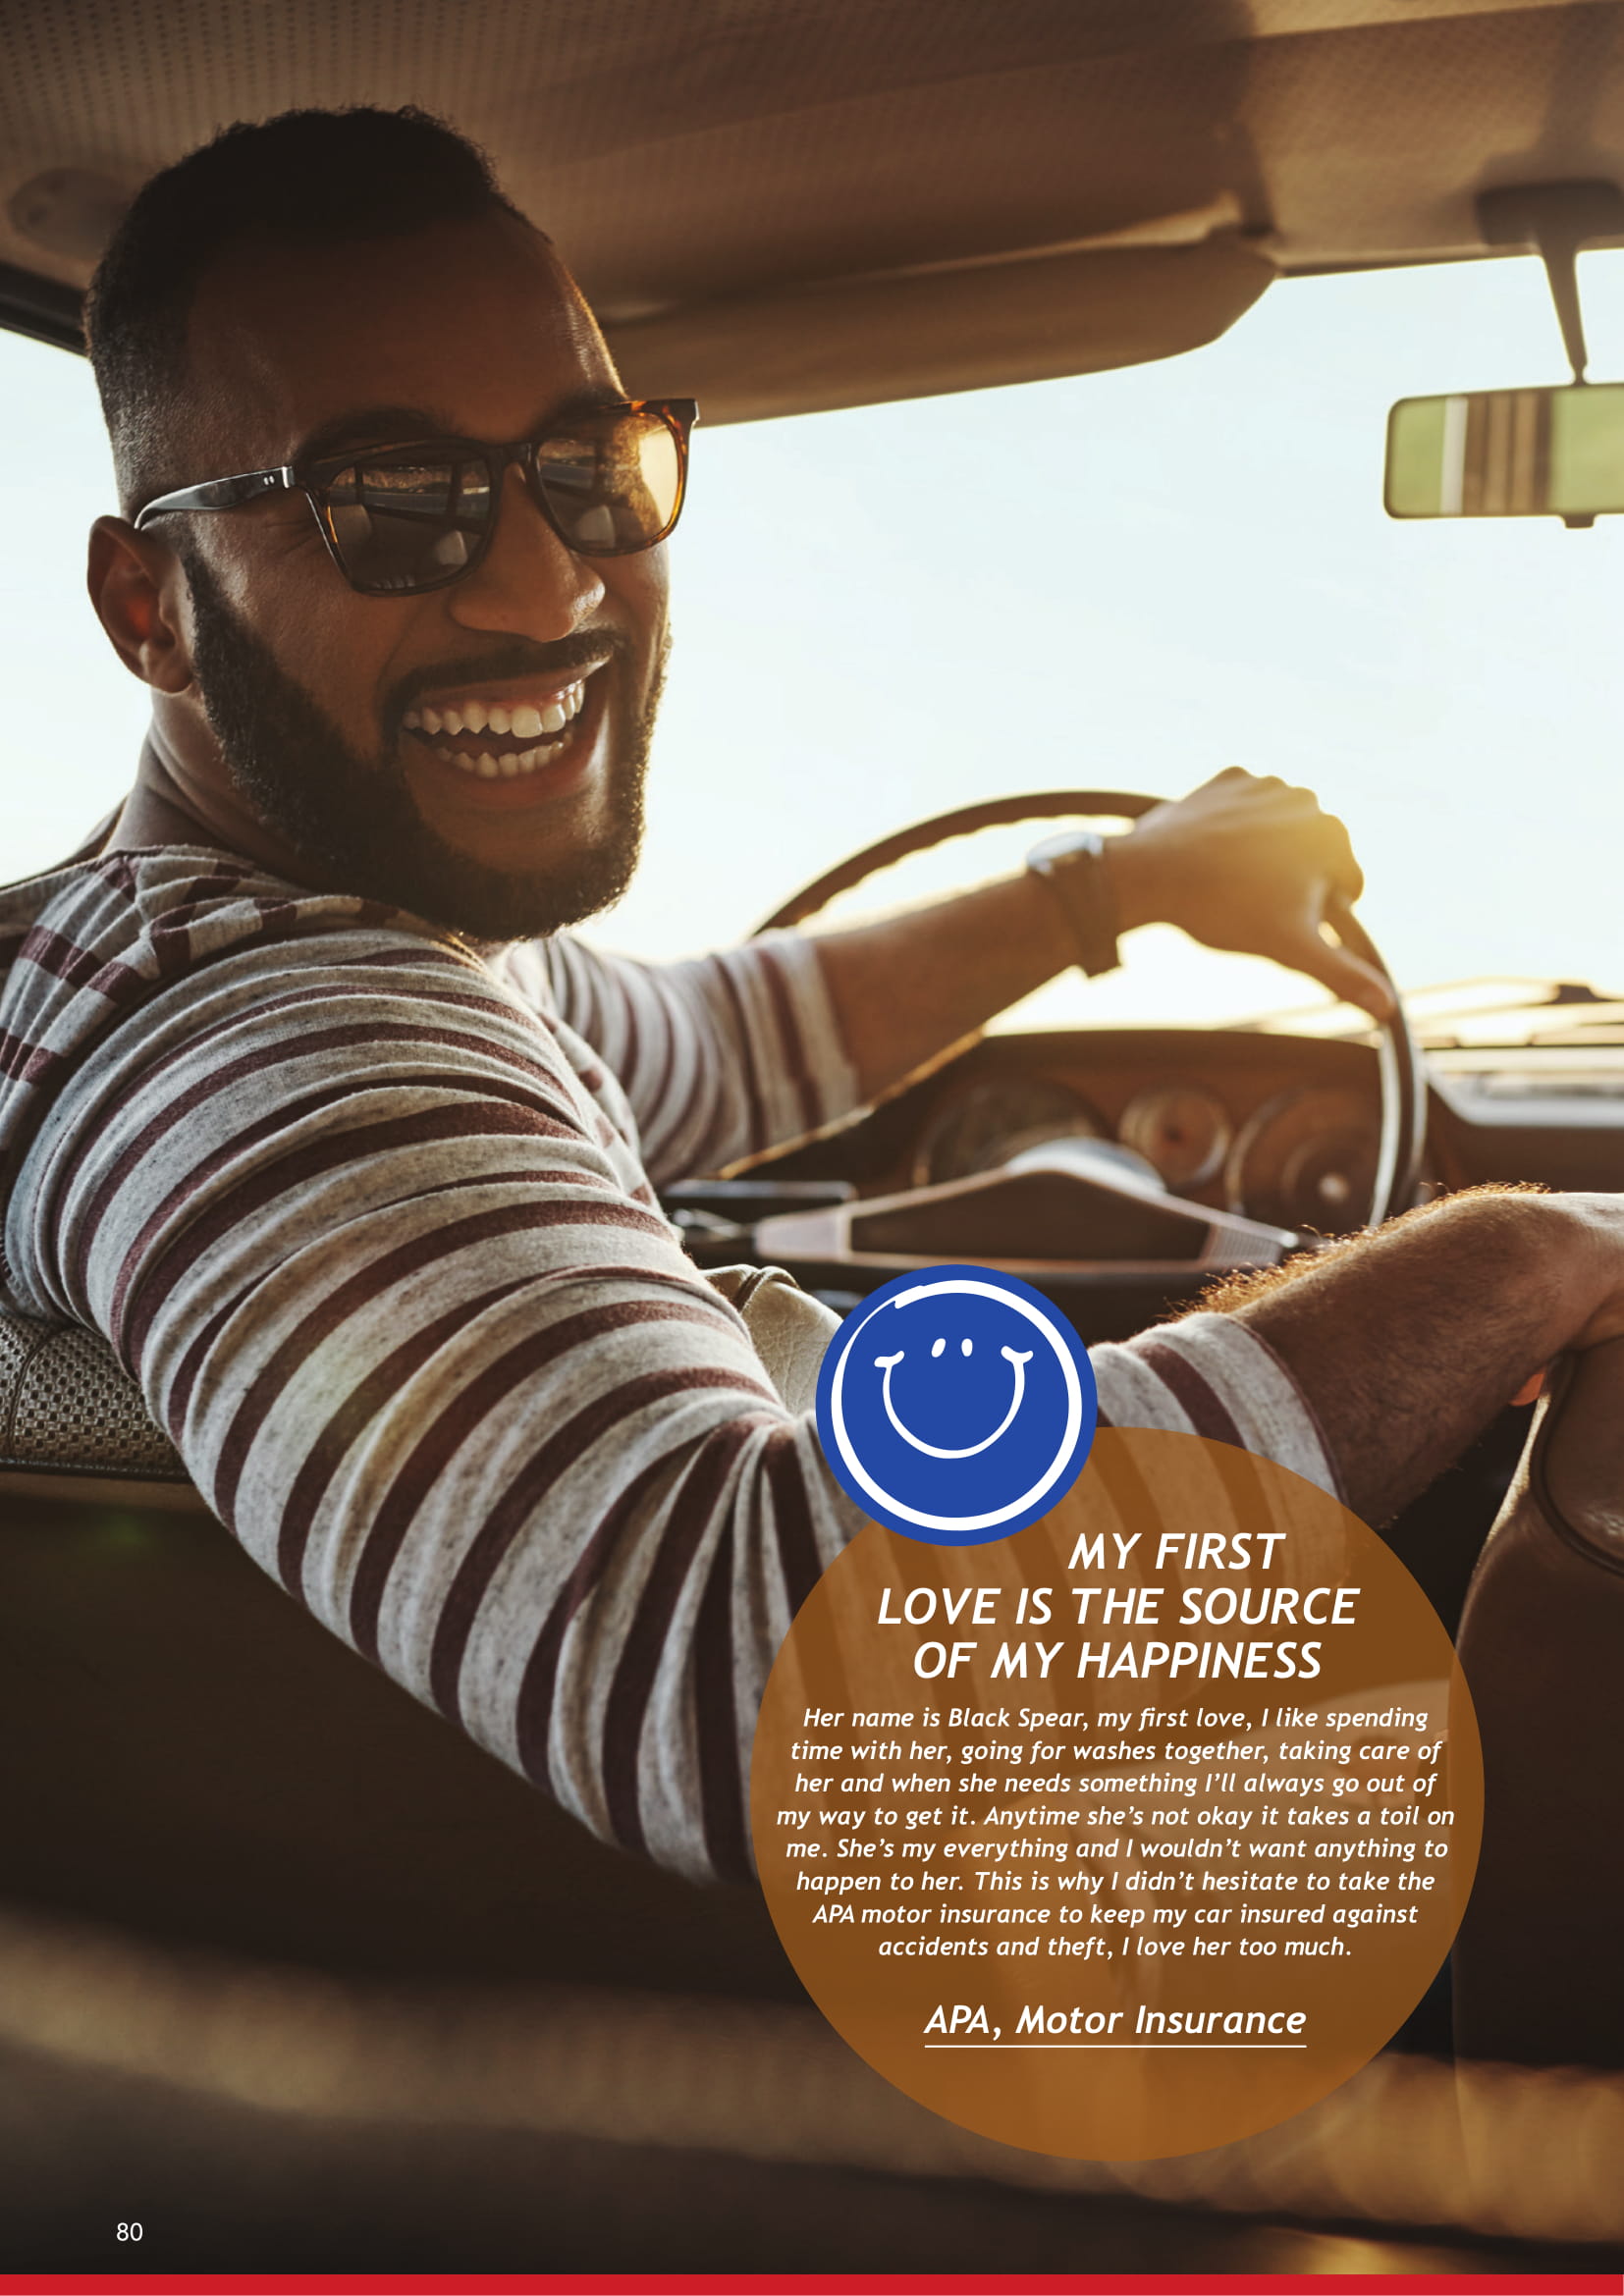 MY FIRST
LOVE IS THE SOURCE
OF MY HAPPINESS
Her name is Black Spear, my first love, I like spending
time with her, going for washes together, taking care of
her and when she needs something I’ll always go out of
my way to get it. Anytime she’s not okay it takes a toil on
me. She’s my everything and I wouldn’t want anything to
happen to her. This is why I didn’t hesitate to take the
APA motor insurance to keep my car insured against
accidents and theft, I love her too much.
APA, Motor Insurance
80